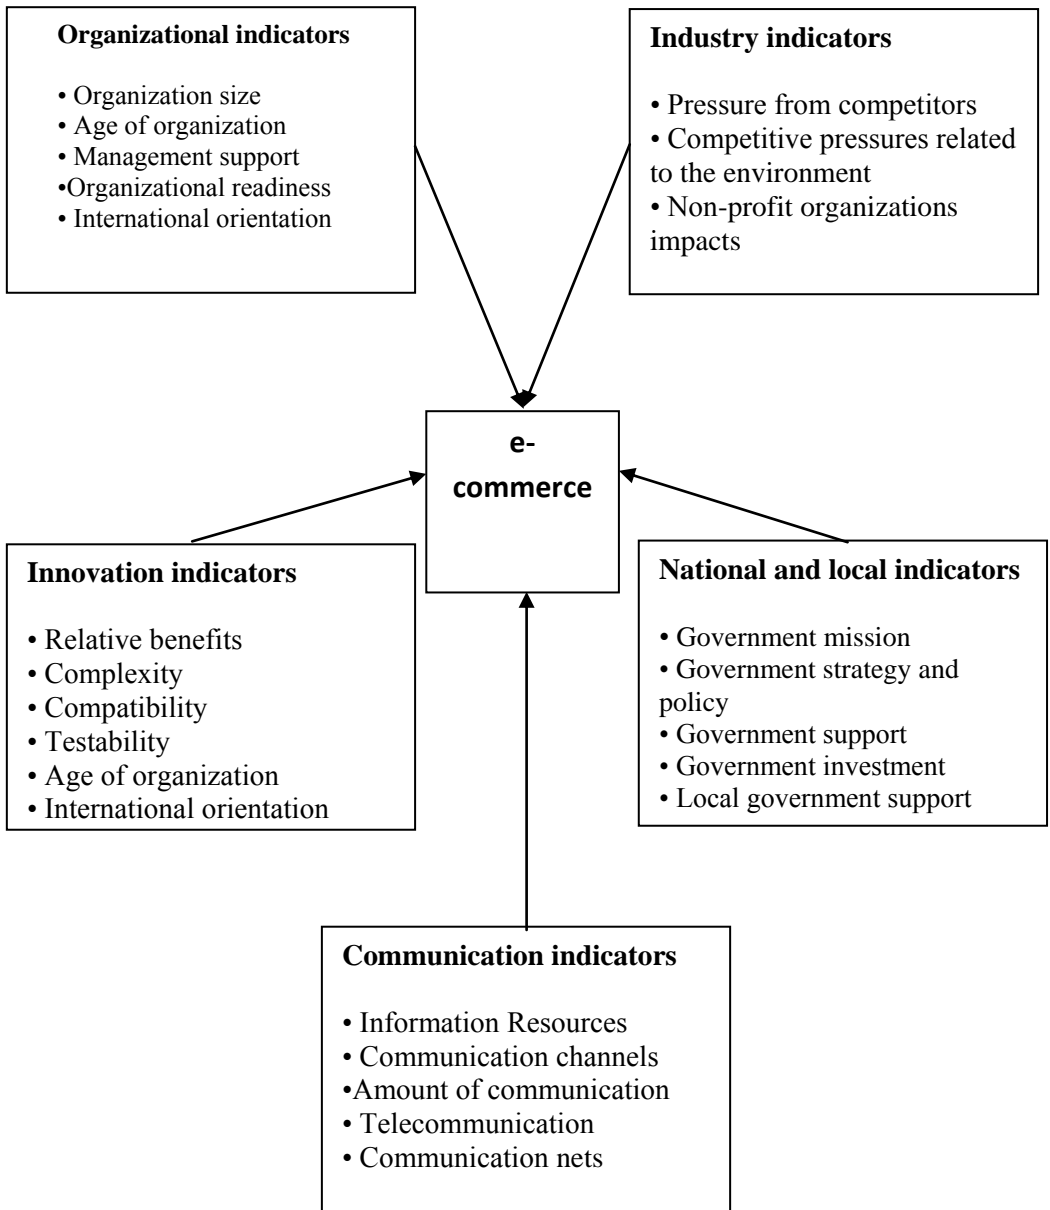 Organizational indicators
• Organization size
• Age of organization
• Management support
•Organizational readiness
• International orientation
Industry indicators
• Pressure from competitors
• Competitive pressures related
to the environment
• Non-profit organizations
impacts
e-
commerce
Innovation indicators
• Relative benefits
• Complexity
• Compatibility
• Testability
• Age of organization
• International orientation
National and local indicators
• Government mission
• Government strategy and
policy
• Government support
• Government investment
• Local government support
Communication indicators
• Information Resources
• Communication channels
•Amount of communication
• Telecommunication
• Communication nets